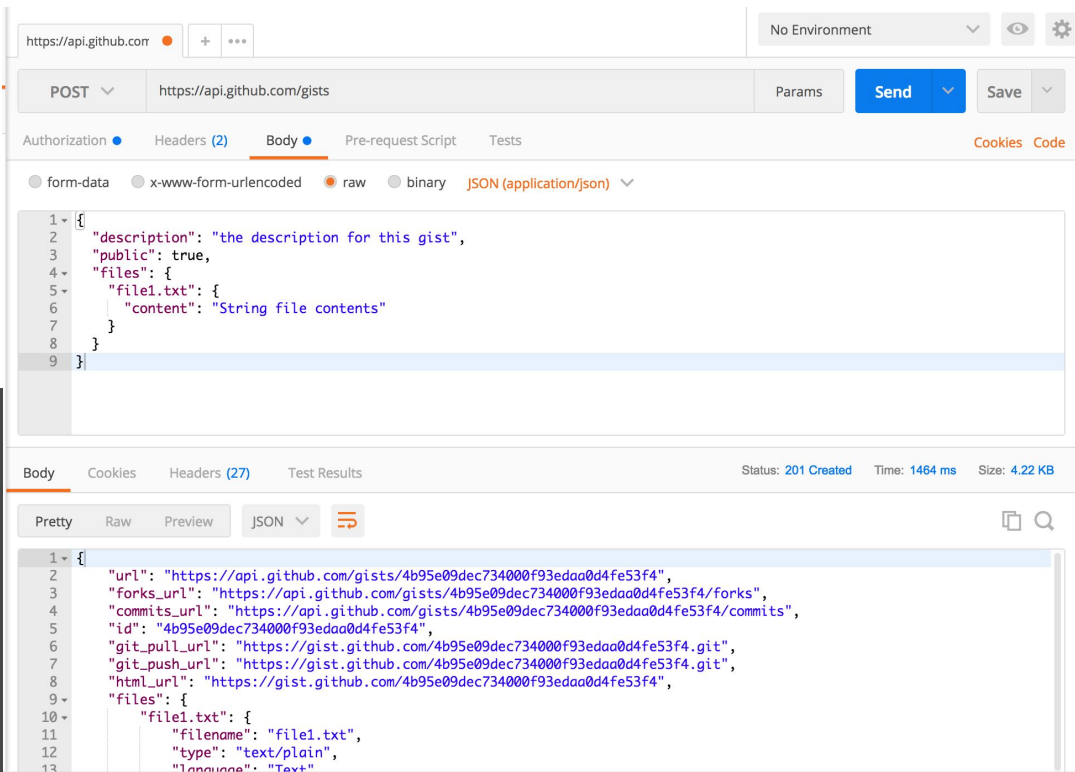 https://api.github.com + •••
No Environment
POST https://api.github.com/gists Params Send Save
Authorization Headers (2) Body Pre-request Script Tests Cookies Code
form-data x-www-form-urlencoded raw binary JSON (application/json)
1 {
2 "description": "the description for this gist",
3 "public": true,
4 "files": {
5 "file1.txt": {
6 "content": "String file contents"
7 }
8 }
9 }
Body Cookies Headers (27) Test Results Status: 201 Created Time: 1464 ms Size: 4.22 KB
Pretty Raw Preview JSON
1 {
2 "url": "https://api.github.com/gists/4b95e09dec734000f93edaa0d4fe53f4",
3 "forks_url": "https://api.github.com/gists/4b95e09dec734000f93edaa0d4fe53f4/forks",
4 "commits_url": "https://api.github.com/gists/4b95e09dec734000f93edaa0d4fe53f4/commits",
5 "id": "4b95e09dec734000f93edaa0d4fe53f4",
6 "git_pull_url": "https://gist.github.com/4b95e09dec734000f93edaa0d4fe53f4.git",
7 "git_push_url": "https://gist.github.com/4b95e09dec734000f93edaa0d4fe53f4.git",
8 "html_url": "https://gist.github.com/4b95e09dec734000f93edaa0d4fe53f4",
9 "files": {
10 "file1.txt": {
11 "filename": "file1.txt",
12 "type": "text/plain",
13 "language": "Text"